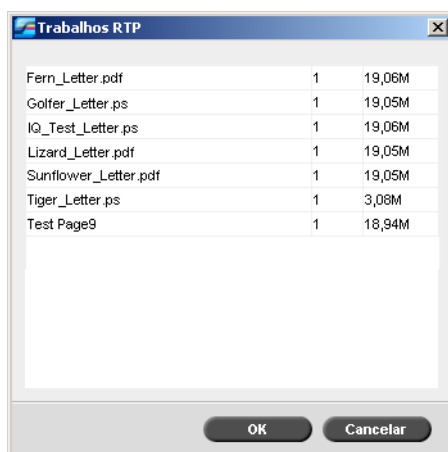 Trabalhos RTP
Fern_Letter.pdf 1 19,06M
Golfer_Letter.ps 1 19,05M
IQ_Test_Letter.ps 1 19,06M
Lizard_Letter.pdf 1 19,05M
Sunflower_Letter.pdf 1 19,05M
Tiger_Letter.ps 1 3,08M
Test Page9 1 18,94M
OK Cancelar